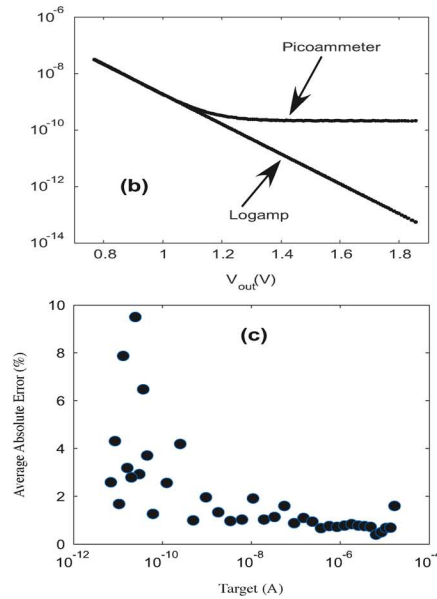 10^-6
10^-8
Picoammeter
10^-10
(b)
10^-12
Logamp
10^-14
0.8 1 1.2 1.4 1.6 1.8
V_out(V)
10
(c)
8
6
4
2
0
Average Absolute Error (%)
10^-12 10^-10 10^-8 10^-6 10^-4
Target (A)